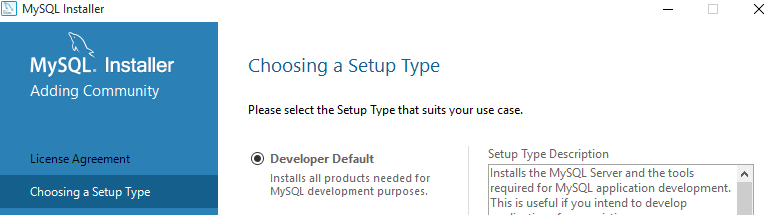 MySQL Installer
MySQL. Installer
Adding Community
License Agreement
Choosing a Setup Type
Choosing a Setup Type
Please select the Setup Type that suits your use case.
Developer Default
Installs all products needed for
MySQL development purposes.
Setup Type Description
Installs the MySQL Server and the tools
required for MySQL application development.
This is useful if you intend to develop